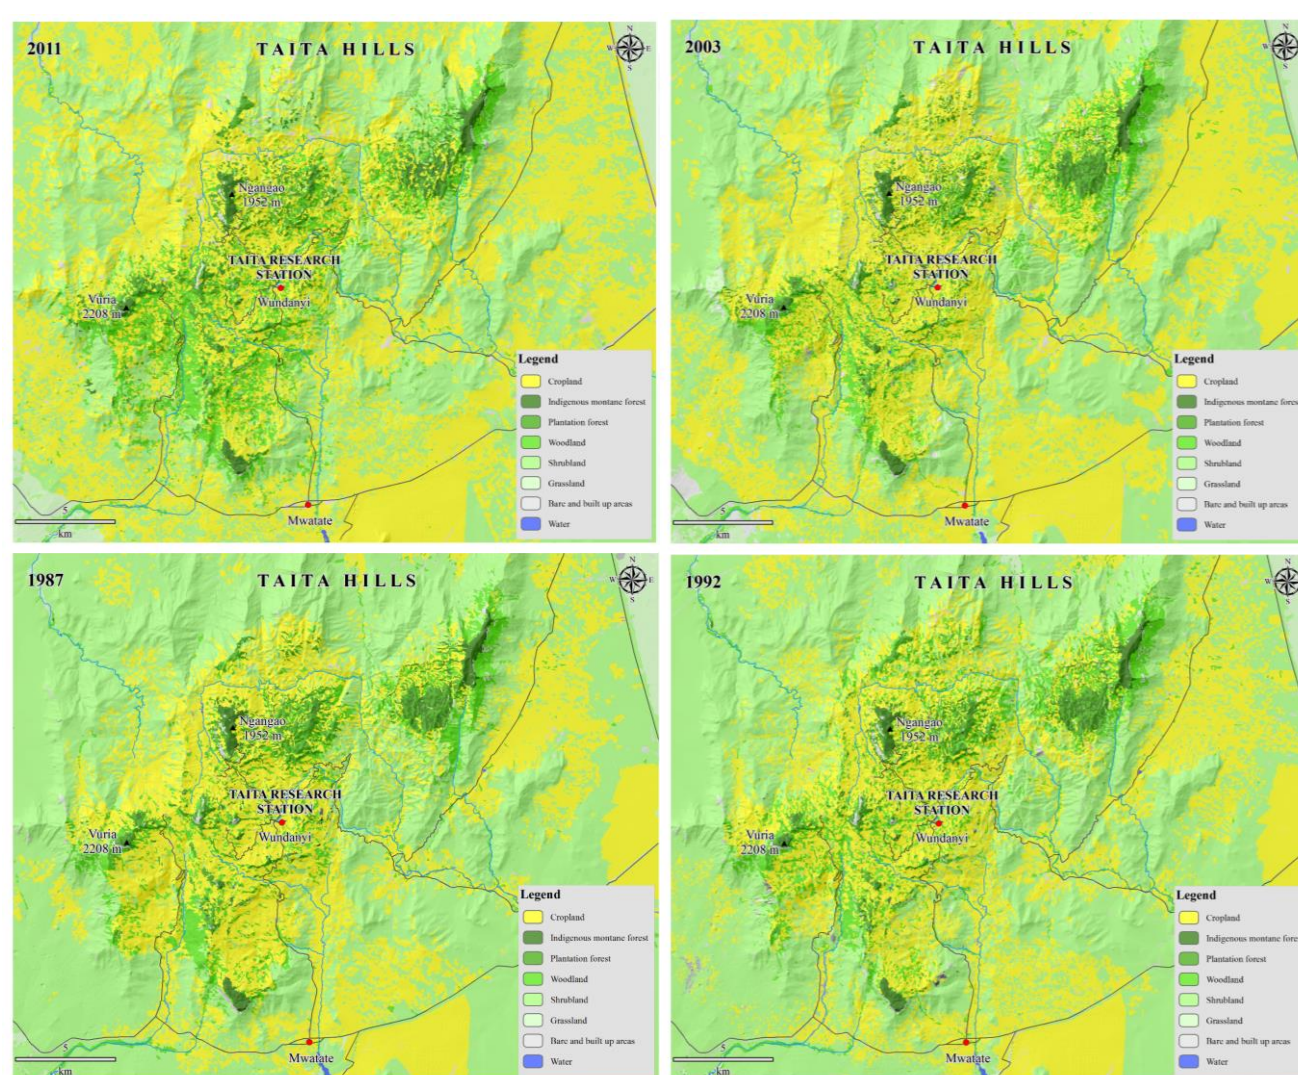 2011
TAITA HILLS
N
W
E
S
Ngangao
1952 m
TAITA RESEARCH
STATION
Wundanyi
Vuria
2208 m
Legend
Cropland
Indigenous montane forest
Plantation forest
Woodland
Shrubland
Grassland
Bare and built up areas
Water
5
km
Mwatate
2003
TAITA HILLS
N
W
S
Ngangao
1952 m
TAITA RESEARCH
STATION
Wundanyi
Vuria
2208 m
Legend
Cropland
Indigenous montane fores
Plantation forest
Woodland
Shrubland
Grassland
Bare and built up areas
Water
5
km
Mwatate
1987
TAITA HILLS
N
W
E
S
Ngangao
1952 m
TAITA RESEARCH
STATION
Wundanyi
Vuria
2208 m
Legend
Cropland
Indigenous montane forest
Plantation forest
Woodland
Shrubland
Grassland
Bare and built up areas
Water
5
km
Mwatate
1992
TAITA HILLS
N
W
S
Ngangao
1952 m
TAITA RESEARCH
STATION
Wundanyi
Vuria
2208 m
Legend
Cropland
Indigenous montane fores
Plantation forest
Woodland
Shrubland
Grassland
Bare and built up areas
Water
5
km
Mwatate